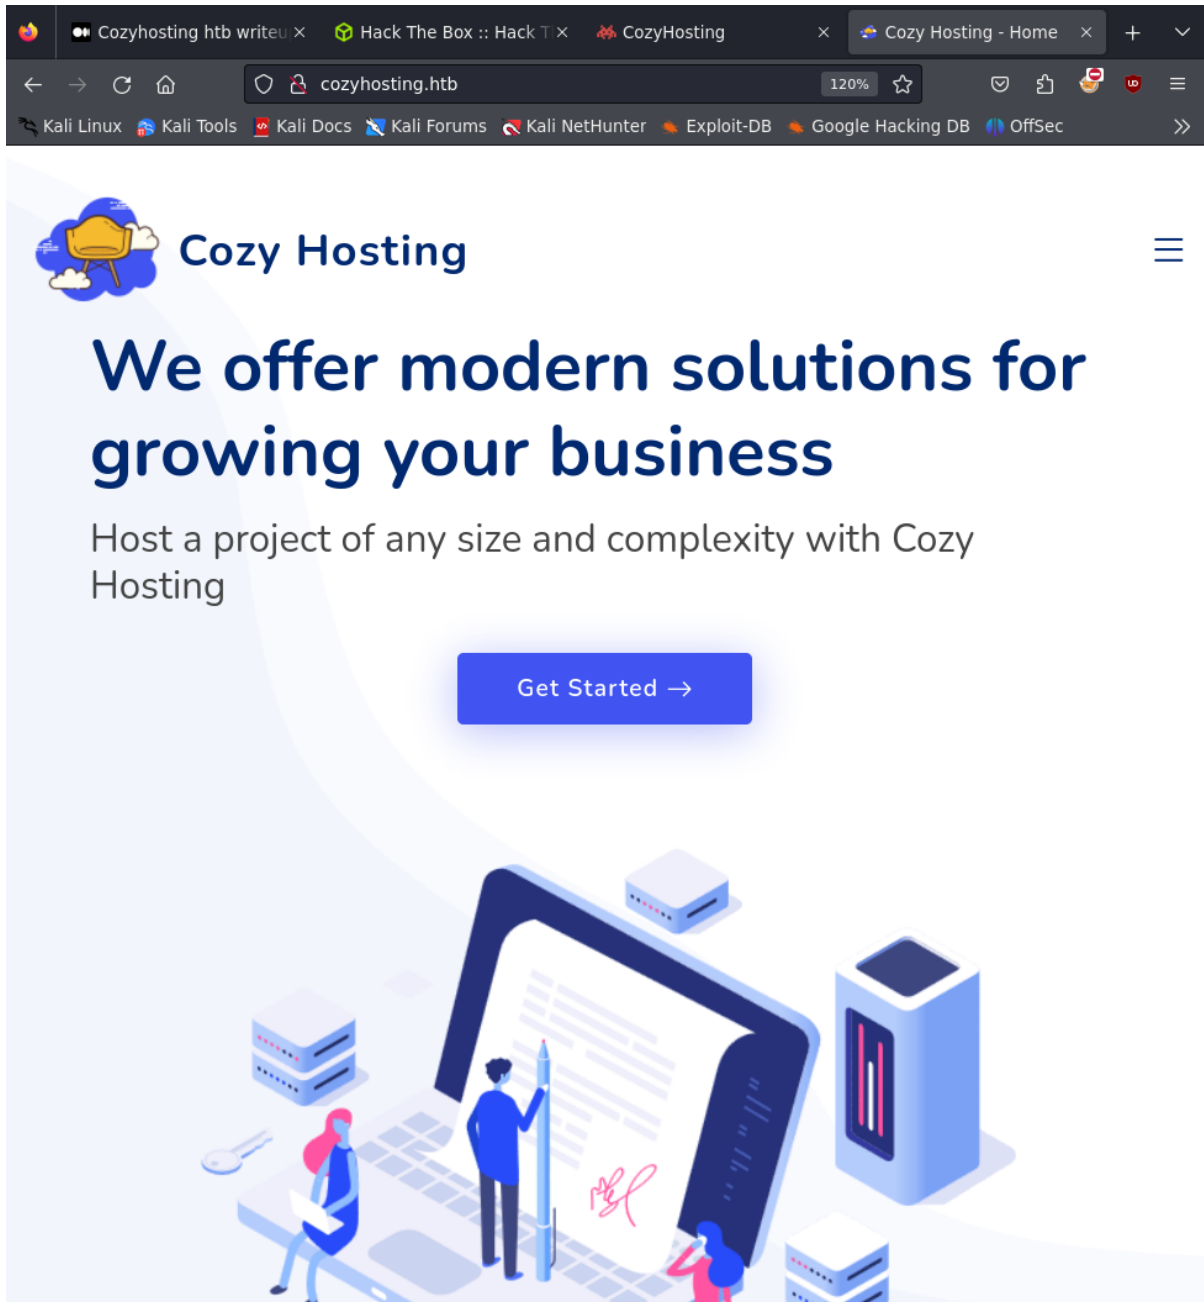 Cozyhosting htb writeu
Hack The Box :: Hack T
CozyHosting
Cozy Hosting - Home
cozyhosting.htb
120%
Kali Linux
Kali Tools
Kali Docs
Kali Forums
Kali NetHunter
Exploit-DB
Google Hacking DB
OffSec
Cozy Hosting
We offer modern solutions for
growing your business
Host a project of any size and complexity with Cozy
Hosting
Get Started →